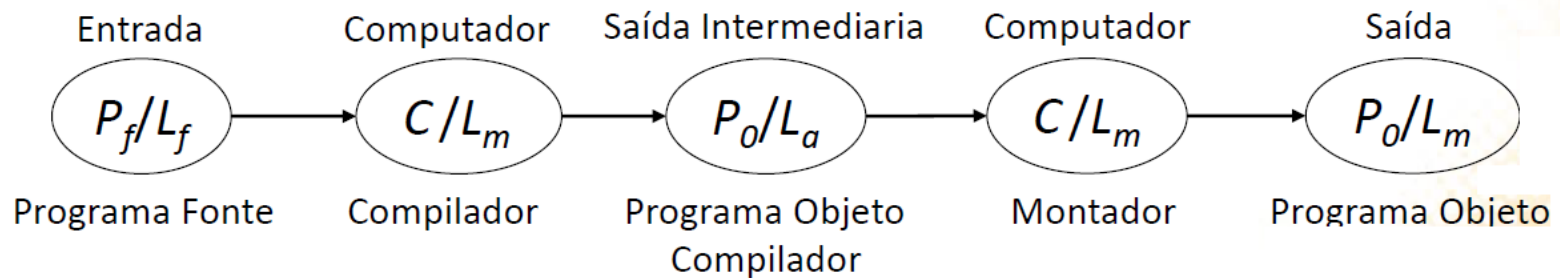 Entrada Computador Saída Intermediaria Computador Saída
P_f/L_f C/L_m P_0/L_a C/L_m P_0/L_m
Programa Fonte Compilador Programa Objeto Montador Programa Objeto
Compilador